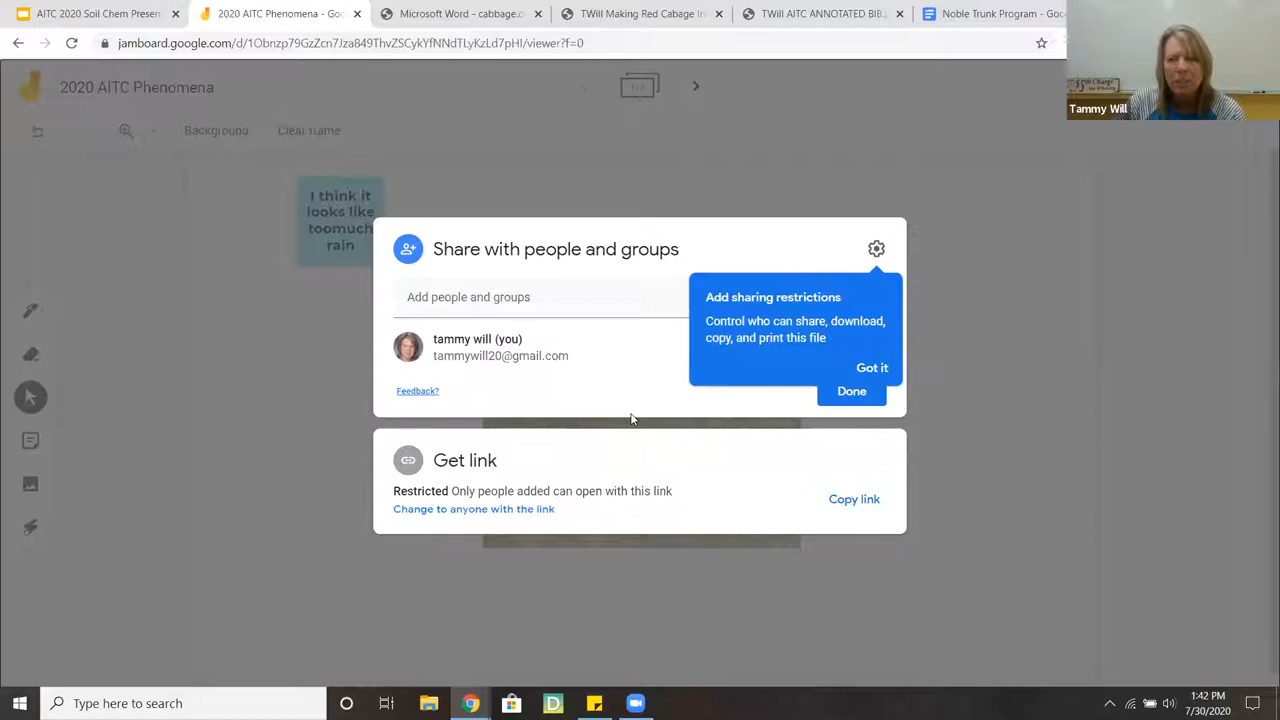 AITC 2020 Soil Chem Presen
2020 AITC Phenomena - Goo
Microsoft Word - cabbage.d
TWill Making Red Cabage In
TWill AITC ANNOTATED BIB.
Noble Trunk Program - Goo
jamboard.google.com/d/1Obnzp79GzZcn7Jza849ThvZSCykYfNNdTLyKzLd7pHI/viewer?f=0
2020 AITC Phenomena
Background
Clear frame
Tammy Will
I think it
looks like
toomuch
rain
Share with people and groups
Add people and groups
Add sharing restrictions
Control who can share, download,
copy, and print this file
Got it
tammy will (you)
tammywill20@gmail.com
Feedback?
Done
Get link
Restricted Only people added can open with this link
Change to anyone with the link
Copy link
Type here to search
1:42 PM
7/30/2020